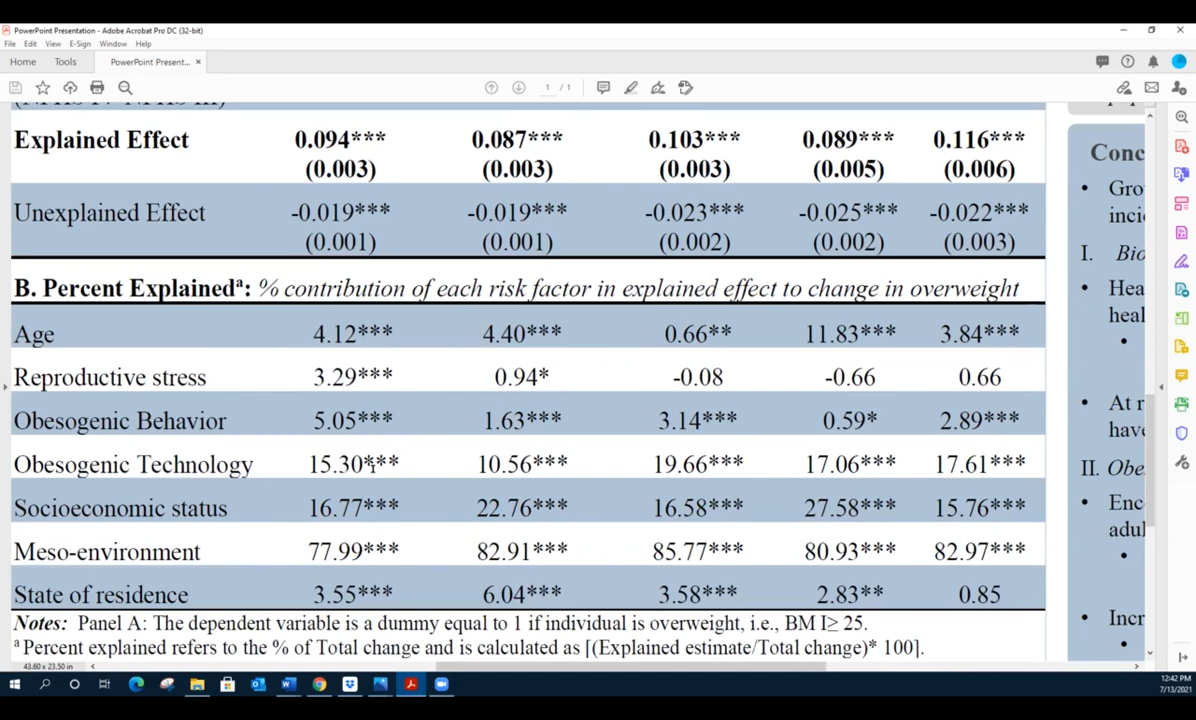 PowerPoint Presentation - Adobe Acrobat Pro DC (32-bit)
File Edit View E-Sign Window Help
Home Tools PowerPoint Present... ×
1 / 1
Explained Effect 0.094*** 0.087*** 0.103*** 0.089*** 0.116***
(0.003) (0.003) (0.003) (0.005) (0.006)
Unexplained Effect -0.019*** -0.019*** -0.023*** -0.025*** -0.022***
(0.001) (0.001) (0.002) (0.002) (0.003)
B. Percent Explainedᵃ: % contribution of each risk factor in explained effect to change in overweight
Age 4.12*** 4.40*** 0.66** 11.83*** 3.84***
Reproductive stress 3.29*** 0.94* -0.08 -0.66 0.66
Obesogenic Behavior 5.05*** 1.63*** 3.14*** 0.59* 2.89***
Obesogenic Technology 15.30*** 10.56*** 19.66*** 17.06*** 17.61***
Socioeconomic status 16.77*** 22.76*** 16.58*** 27.58*** 15.76***
Meso-environment 77.99*** 82.91*** 85.77*** 80.93*** 82.97***
State of residence 3.55*** 6.04*** 3.58*** 2.83** 0.85
Notes: Panel A: The dependent variable is a dummy equal to 1 if individual is overweight, i.e., BM I≥ 25.
ᵃ Percent explained refers to the % of Total change and is calculated as [(Explained estimate/Total change)* 100].
Conc
• Gro
inci
I. Bio
• Hea
heal
•
• At r
have
II. Obe
• Enc
adul
•
• Incr
•
43.60 x 23.50 in
12:42 PM
7/13/2021